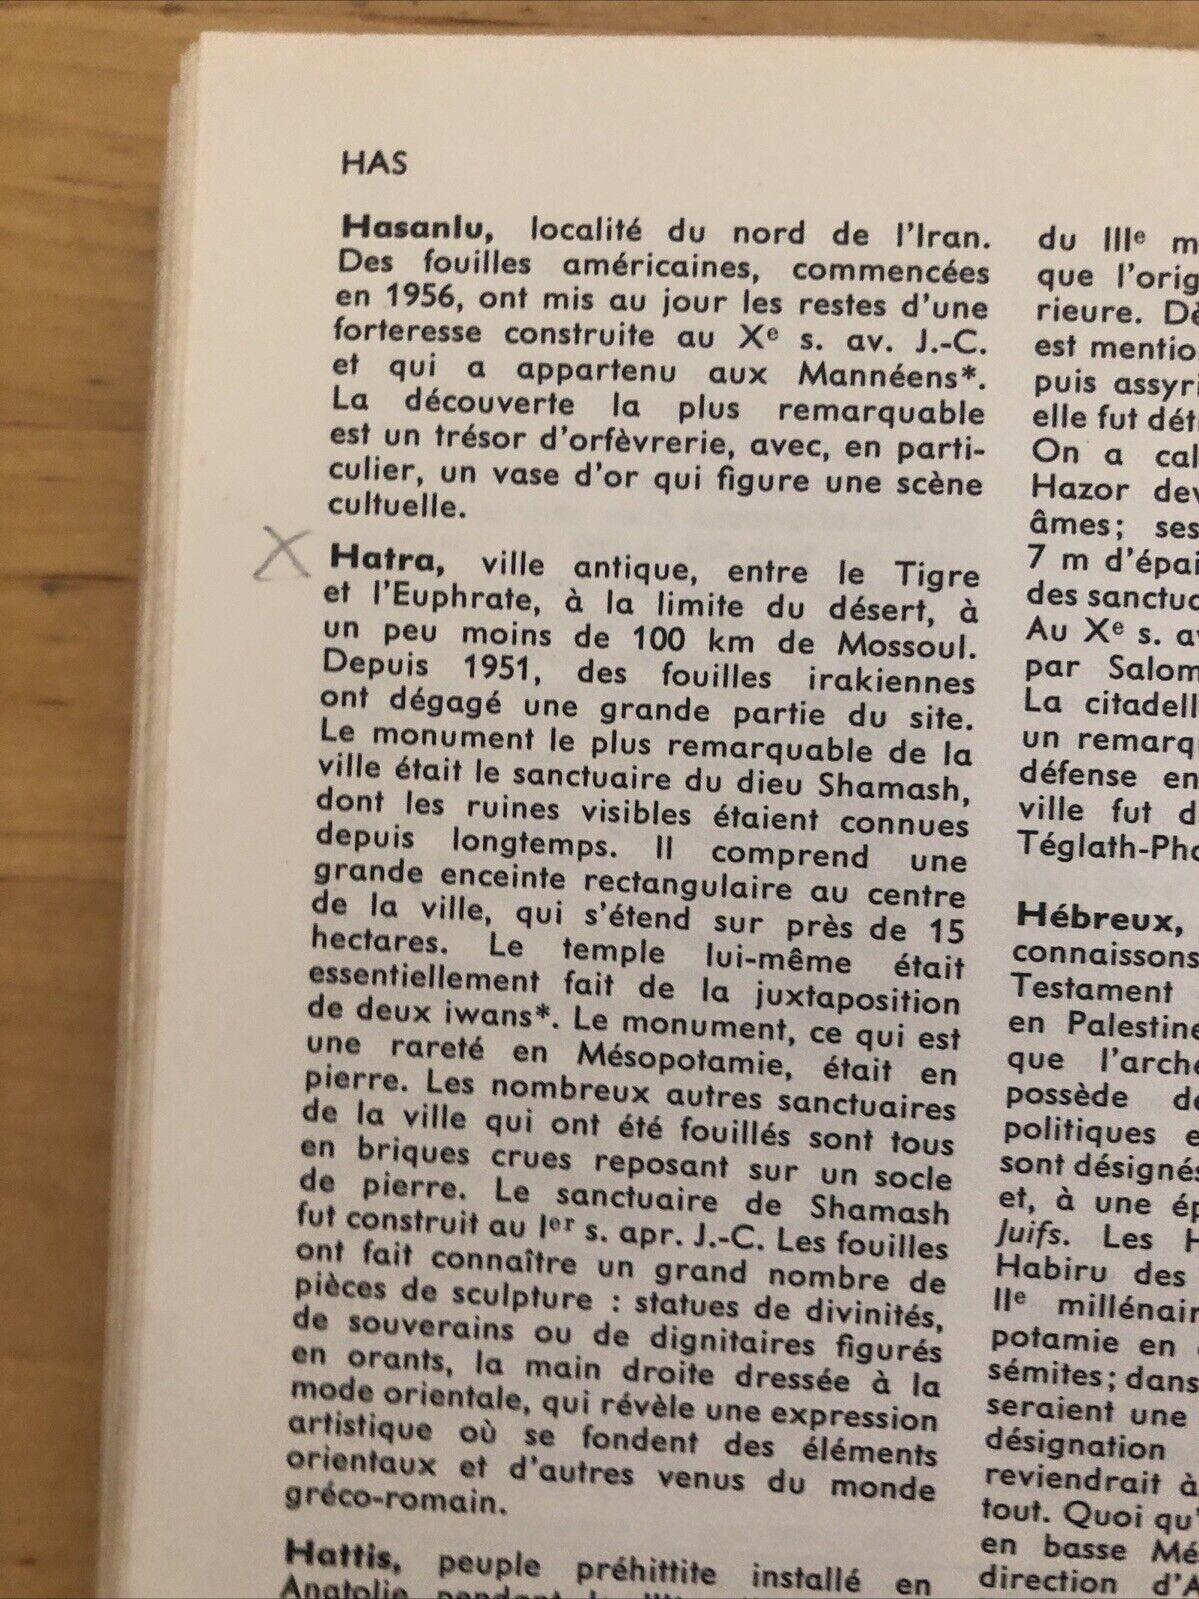 HAS
Hasanlu, localité du nord de l'Iran.
Des fouilles américaines, commencées
en 1956, ont mis au jour les restes d'une
forteresse construite au Xe s. av. J.-C.
et qui a appartenu aux Mannéens*.
La découverte la plus remarquable
est un trésor d'orfèvrerie, avec, en parti-
culier, un vase d'or qui figure une scène
cultuelle.
X Hatra, ville antique, entre le Tigre
et l'Euphrate, à la limite du désert, à
un peu moins de 100 km de Mossoul.
Depuis 1951, des fouilles irakiennes
ont dégagé une grande partie du site.
Le monument le plus remarquable de la
ville était le sanctuaire du dieu Shamash,
dont les ruines visibles étaient connues
depuis longtemps. Il comprend une
grande enceinte rectangulaire au centre
de la ville, qui s'étend sur près de 15
hectares. Le temple lui-même était
essentiellement fait de la juxtaposition
de deux iwans*. Le monument, ce qui est
une rareté en Mésopotamie, était en
pierre. Les nombreux autres sanctuaires
de la ville qui ont été fouillés sont tous
en briques crues reposant sur un socle
de pierre. Le sanctuaire de Shamash
fut construit au Ier s. apr. J.-C. Les fouilles
ont fait connaître un grand nombre de
pièces de sculpture : statues de divinités,
de souverains ou de dignitaires figurés
en orants, la main droite dressée à la
mode orientale, qui révèle une expression
artistique où se fondent des éléments
orientaux et d'autres venus du monde
gréco-romain.
Hattis, peuple préhittite installé en
Anatolie pendant le
du IIIe m
que l'orig
rieure. Dè
est mentio
puis assyri
elle fut dét
On a cal
Hazor dev
âmes; ses
7 m d'épai
des sanctuc
Au Xe s. av
par Salom
La citadell
un remarq
défense en
ville fut d
Téglath-Pha
Hébreux,
connaissons
Testament
en Palestine
que l'arché
possède de
politiques e
sont désignés
et, à une ép
Juifs. Les H
Habiru des
IIe millénair
potamie en
sémites; dans
seraient une
désignation
reviendrait à
tout. Quoi qu'
en basse Mé
direction d'A